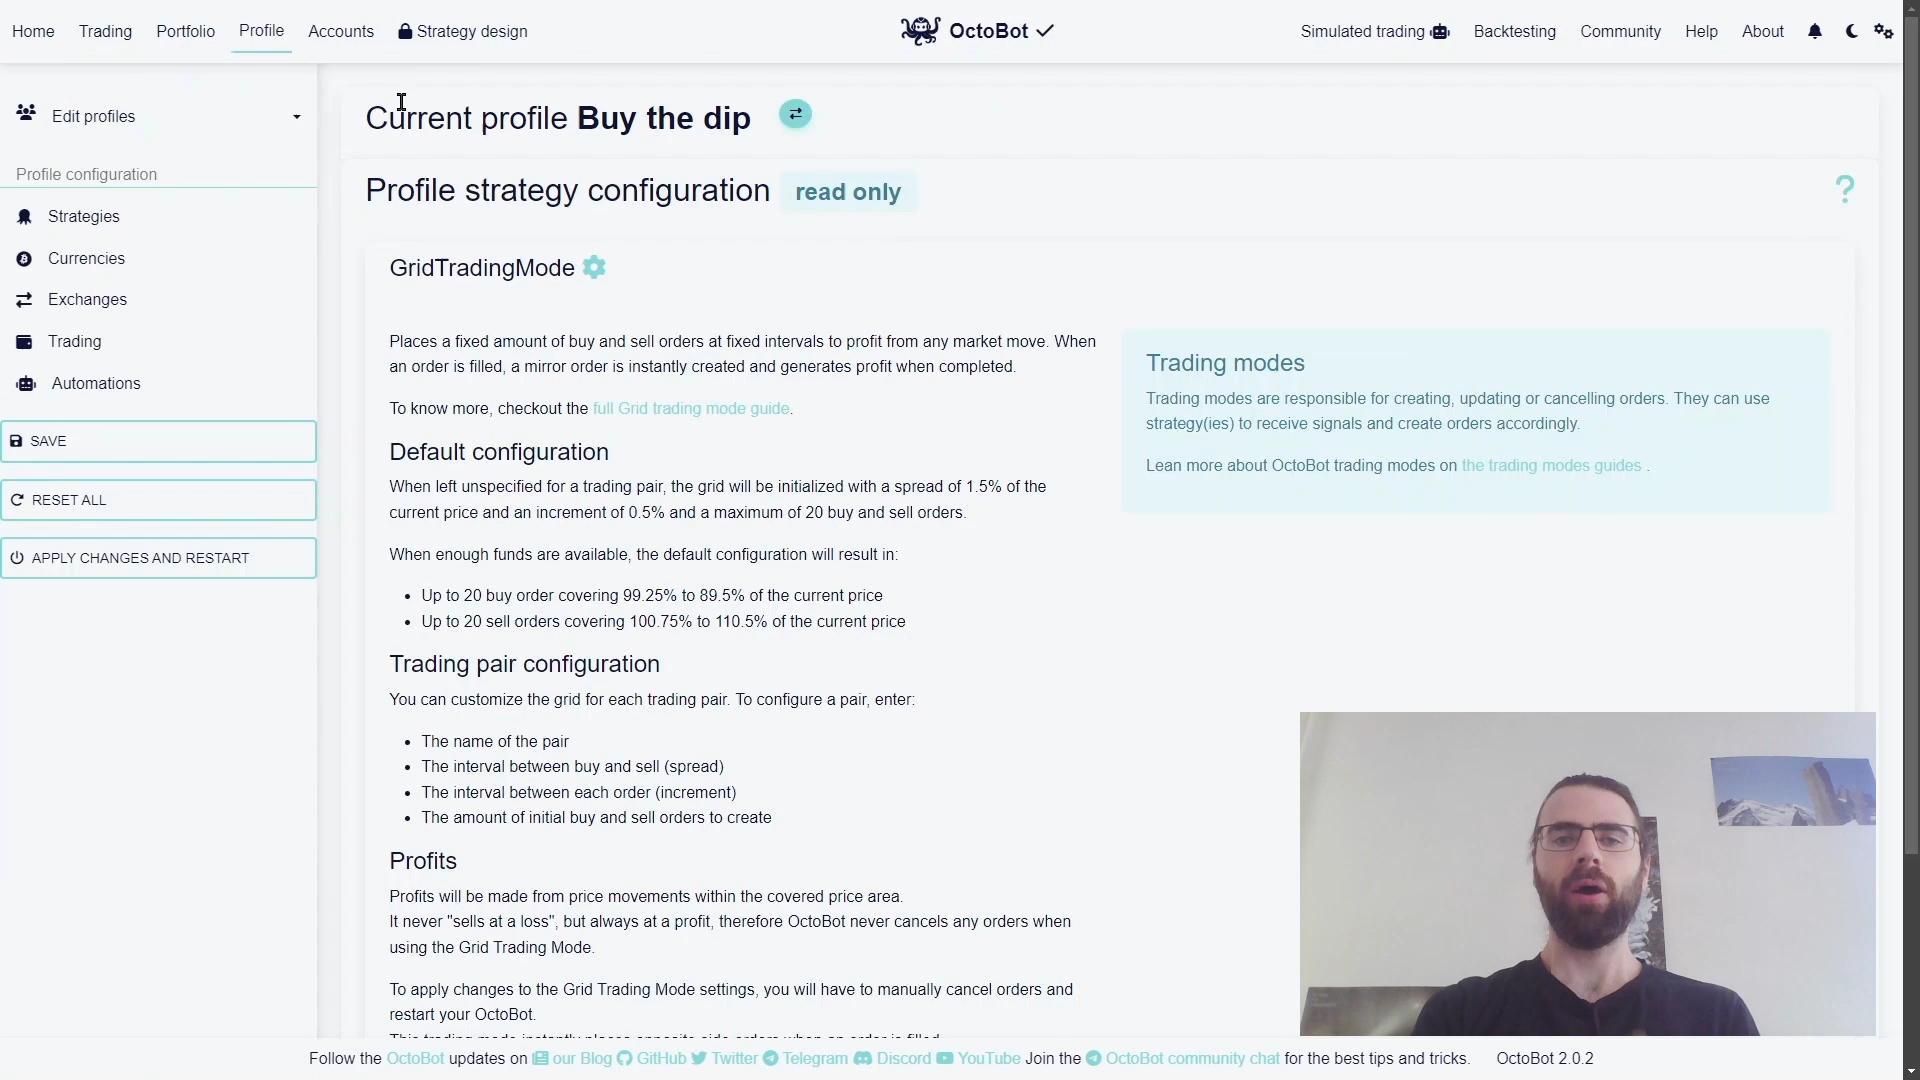 Home Trading Portfolio Profile Accounts Strategy design OctoBot Simulated trading Backtesting Community Help About
Edit profiles
Profile configuration
Strategies
Currencies
Exchanges
Trading
Automations
SAVE
RESET ALL
APPLY CHANGES AND RESTART
Current profile Buy the dip
Profile strategy configuration read only
?
GridTradingMode
Places a fixed amount of buy and sell orders at fixed intervals to profit from any market move. When
an order is filled, a mirror order is instantly created and generates profit when completed.
To know more, checkout the full Grid trading mode guide.
Default configuration
When left unspecified for a trading pair, the grid will be initialized with a spread of 1.5% of the
current price and an increment of 0.5% and a maximum of 20 buy and sell orders.
When enough funds are available, the default configuration will result in:
• Up to 20 buy order covering 99.25% to 89.5% of the current price
• Up to 20 sell orders covering 100.75% to 110.5% of the current price
Trading pair configuration
You can customize the grid for each trading pair. To configure a pair, enter:
• The name of the pair
• The interval between buy and sell (spread)
• The interval between each order (increment)
• The amount of initial buy and sell orders to create
Profits
Profits will be made from price movements within the covered price area.
It never "sells at a loss", but always at a profit, therefore OctoBot never cancels any orders when
using the Grid Trading Mode.
To apply changes to the Grid Trading Mode settings, you will have to manually cancel orders and
restart your OctoBot.
This trading mode instantly places opposite side orders when an order is filled.
Trading modes
Trading modes are responsible for creating, updating or cancelling orders. They can use
strategy(ies) to receive signals and create orders accordingly.
Lean more about OctoBot trading modes on the trading modes guides .
Follow the OctoBot updates on our Blog GitHub Twitter Telegram Discord YouTube Join the OctoBot community chat for the best tips and tricks. OctoBot 2.0.2